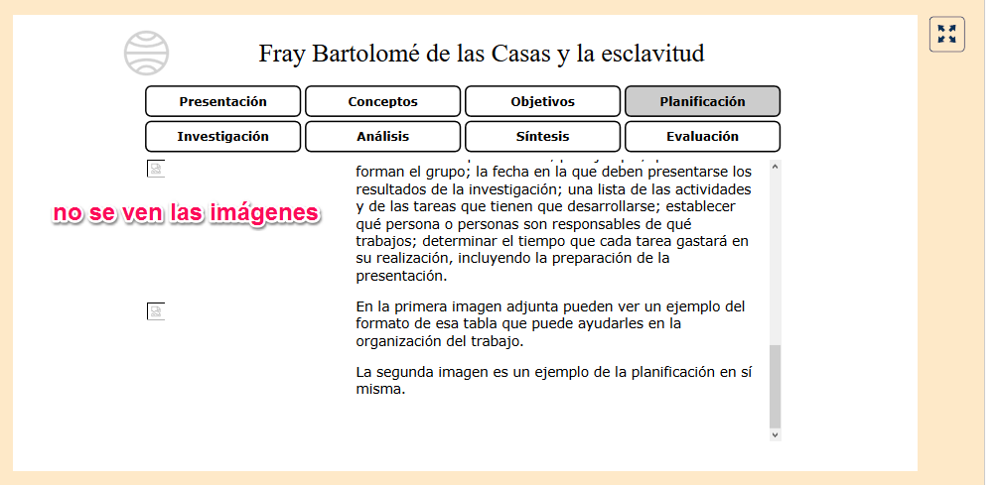 Fray Bartolomé de las Casas y la esclavitud
Presentación
Conceptos
Objetivos
Planificación
Investigación
Análisis
Síntesis
Evaluación
no se ven las imágenes
forman el grupo; la fecha en la que deben presentarse los
resultados de la investigación; una lista de las actividades
y de las tareas que tienen que desarrollarse; establecer
qué persona o personas son responsables de qué
trabajos; determinar el tiempo que cada tarea gastará en
su realización, incluyendo la preparación de la
presentación.
En la primera imagen adjunta pueden ver un ejemplo del
formato de esa tabla que puede ayudarles en la
organización del trabajo.
La segunda imagen es un ejemplo de la planificación en sí
misma.